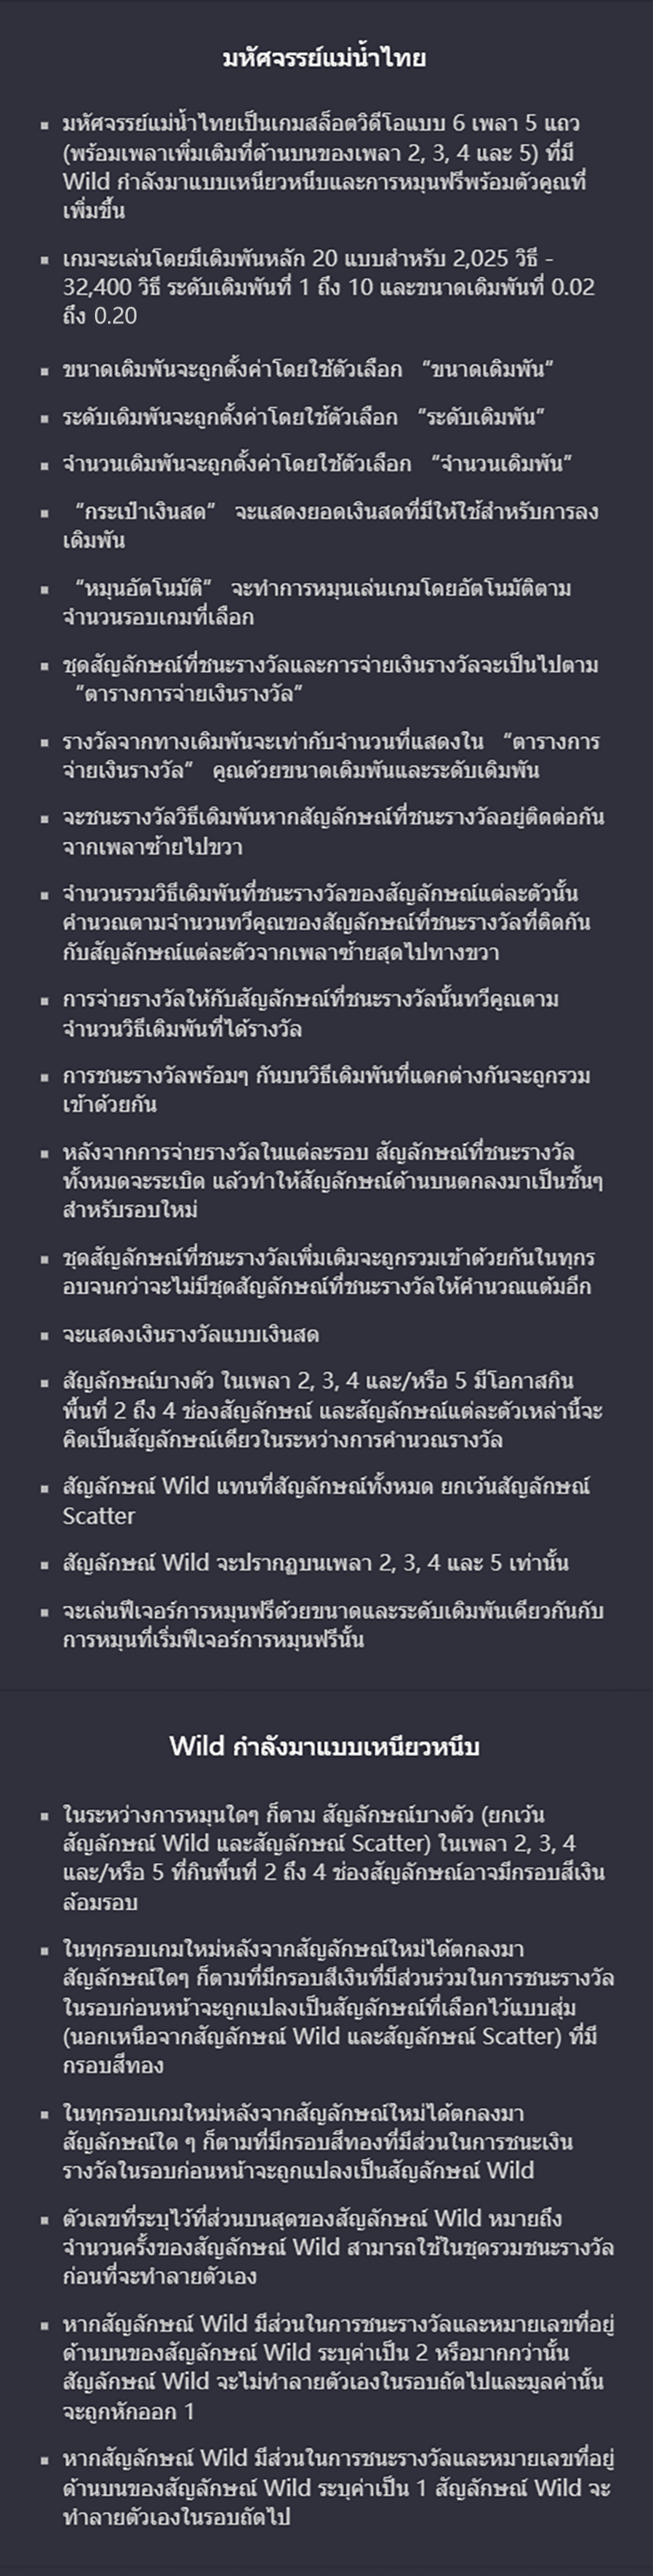 มหัศจรรย์แม่น้ำไทย
▪ มหัศจรรย์แม่น้ำไทยเป็นเกมสล็อตวิดีโอแบบ 6 เพลา 5 แถว
(พร้อมเพลาเพิ่มเติมที่ด้านบนของเพลา 2, 3, 4 และ 5) ที่มี
Wild กำลังมาแบบเหนียวหนึบและการหมุนฟรีพร้อมตัวคูณที่
เพิ่มขึ้น
▪ เกมจะเล่นโดยมีเดิมพันหลัก 20 แบบสำหรับ 2,025 วิธี -
32,400 วิธี ระดับเดิมพันที่ 1 ถึง 10 และขนาดเดิมพันที่ 0.02
ถึง 0.20
▪ ขนาดเดิมพันจะถูกตั้งค่าโดยใช้ตัวเลือก “ขนาดเดิมพัน”
▪ ระดับเดิมพันจะถูกตั้งค่าโดยใช้ตัวเลือก “ระดับเดิมพัน”
▪ จำนวนเดิมพันจะถูกตั้งค่าโดยใช้ตัวเลือก “จำนวนเดิมพัน”
▪ “กระเป๋าเงินสด” จะแสดงยอดเงินสดที่มีให้ใช้สำหรับการลง
เดิมพัน
▪ “หมุนอัตโนมัติ” จะทำการหมุนเล่นเกมโดยอัตโนมัติตาม
จำนวนรอบเกมที่เลือก
▪ ชุดสัญลักษณ์ที่ชนะรางวัลและการจ่ายเงินรางวัลจะเป็นไปตาม
“ตารางการจ่ายเงินรางวัล”
▪ รางวัลจากทางเดิมพันจะเท่ากับจำนวนที่แสดงใน “ตารางการ
จ่ายเงินรางวัล” คูณด้วยขนาดเดิมพันและระดับเดิมพัน
▪ จะชนะรางวัลวิธีเดิมพันหากสัญลักษณ์ที่ชนะรางวัลอยู่ติดต่อกัน
จากเพลาซ้ายไปขวา
▪ จำนวนรวมวิธีเดิมพันที่ชนะรางวัลของสัญลักษณ์แต่ละตัวนั้น
คำนวณตามจำนวนทวีคูณของสัญลักษณ์ที่ชนะรางวัลที่ติดกัน
กับสัญลักษณ์แต่ละตัวจากเพลาซ้ายสุดไปทางขวา
▪ การจ่ายรางวัลให้กับสัญลักษณ์ที่ชนะรางวัลนั้นทวีคูณตาม
จำนวนวิธีเดิมพันที่ได้รางวัล
▪ การชนะรางวัลพร้อมๆ กันบนวิธีเดิมพันที่แตกต่างกันจะถูกรวม
เข้าด้วยกัน
▪ หลังจากการจ่ายรางวัลในแต่ละรอบ สัญลักษณ์ที่ชนะรางวัล
ทั้งหมดจะระเบิด แล้วทำให้สัญลักษณ์ด้านบนตกลงมาเป็นชั้นๆ
สำหรับรอบใหม่
▪ ชุดสัญลักษณ์ที่ชนะรางวัลเพิ่มเติมจะถูกรวมเข้าด้วยกันในทุกร
อบจนกว่าจะไม่มีชุดสัญลักษณ์ที่ชนะรางวัลให้คำนวณแต้มอีก
▪ จะแสดงเงินรางวัลแบบเงินสด
▪ สัญลักษณ์บางตัว ในเพลา 2, 3, 4 และ/หรือ 5 มีโอกาสกิน
พื้นที่ 2 ถึง 4 ช่องสัญลักษณ์ และสัญลักษณ์แต่ละตัวเหล่านี้จะ
คิดเป็นสัญลักษณ์เดียวในระหว่างการคำนวณรางวัล
▪ สัญลักษณ์ Wild แทนที่สัญลักษณ์ทั้งหมด ยกเว้นสัญลักษณ์
Scatter
▪ สัญลักษณ์ Wild จะปรากฏบนเพลา 2, 3, 4 และ 5 เท่านั้น
▪ จะเล่นฟีเจอร์การหมุนฟรีด้วยขนาดและระดับเดิมพันเดียวกันกับ
การหมุนที่เริ่มฟีเจอร์การหมุนฟรีนั้น
Wild กำลังมาแบบเหนียวหนึบ
▪ ในระหว่างการหมุนใดๆ ก็ตาม สัญลักษณ์บางตัว (ยกเว้น
สัญลักษณ์ Wild และสัญลักษณ์ Scatter) ในเพลา 2, 3, 4
และ/หรือ 5 ที่กินพื้นที่ 2 ถึง 4 ช่องสัญลักษณ์อาจมีกรอบสีเงิน
ล้อมรอบ
▪ ในทุกรอบเกมใหม่หลังจากสัญลักษณ์ใหม่ได้ตกลงมา
สัญลักษณ์ใดๆ ก็ตามที่มีกรอบสีเงินที่มีส่วนร่วมในการชนะรางวัล
ในรอบก่อนหน้าจะถูกแปลงเป็นสัญลักษณ์ที่เลือกไว้แบบสุ่ม
(นอกเหนือจากสัญลักษณ์ Wild และสัญลักษณ์ Scatter) ที่มี
กรอบสีทอง
▪ ในทุกรอบเกมใหม่หลังจากสัญลักษณ์ใหม่ได้ตกลงมา
สัญลักษณ์ใด ๆ ก็ตามที่มีกรอบสีทองที่มีส่วนในการชนะเงิน
รางวัลในรอบก่อนหน้าจะถูกแปลงเป็นสัญลักษณ์ Wild
▪ ตัวเลขที่ระบุไว้ที่ส่วนบนสุดของสัญลักษณ์ Wild หมายถึง
จำนวนครั้งของสัญลักษณ์ Wild สามารถใช้ในชุดรวมชนะรางวัล
ก่อนที่จะทำลายตัวเอง
▪ หากสัญลักษณ์ Wild มีส่วนในการชนะรางวัลและหมายเลขที่อยู่
ด้านบนของสัญลักษณ์ Wild ระบุค่าเป็น 2 หรือมากกว่านั้น
สัญลักษณ์ Wild จะไม่ทำลายตัวเองในรอบถัดไปและมูลค่านั้น
จะถูกหักออก 1
▪ หากสัญลักษณ์ Wild มีส่วนในการชนะรางวัลและหมายเลขที่อยู่
ด้านบนของสัญลักษณ์ Wild ระบุค่าเป็น 1 สัญลักษณ์ Wild จะ
ทำลายตัวเองในรอบถัดไป